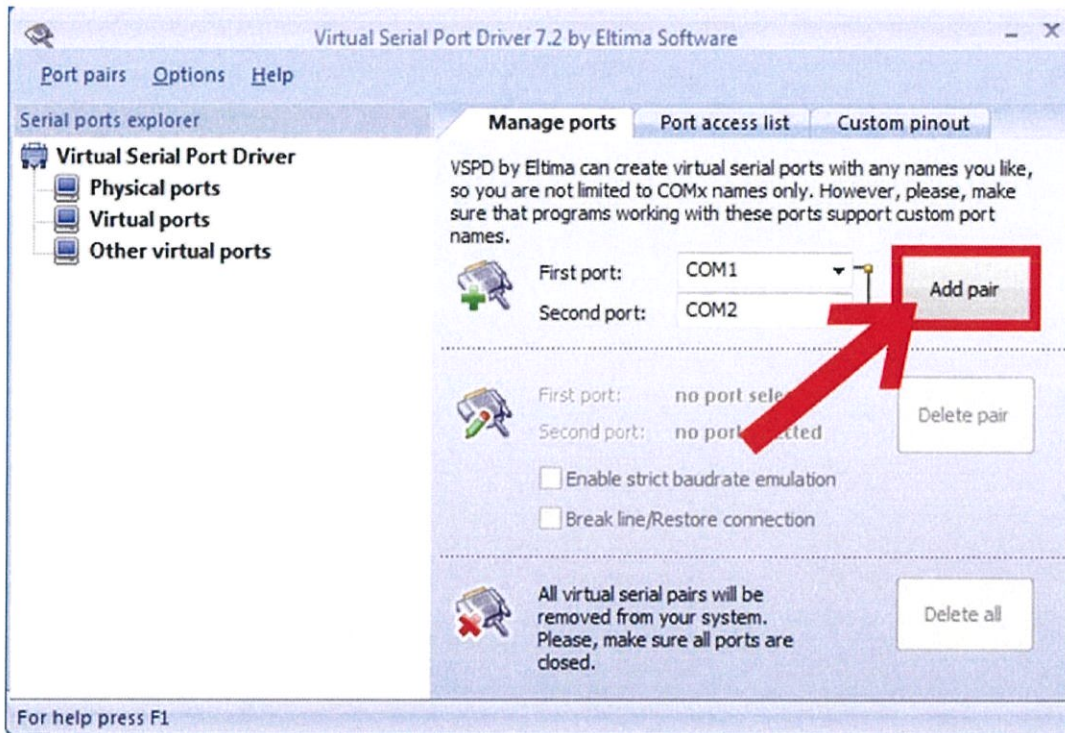 Virtual Serial Port Driver 7.2 by Eltima Software
Port pairs Options Help
Serial ports explorer
Virtual Serial Port Driver
Physical ports
Virtual ports
Other virtual ports
Manage ports Port access list Custom pinout
VSPD by Eltima can create virtual serial ports with any names you like,
so you are not limited to COMx names only. However, please, make
sure that programs working with these ports support custom port
names.
First port: COM1
Second port: COM2
Add pair
First port: no port
Second port: no port
Delete pair
Enable strict baudrate emulation
Break line/Restore connection
All virtual serial pairs will be
removed from your system.
Please, make sure all ports are
closed.
Delete all
For help press F1